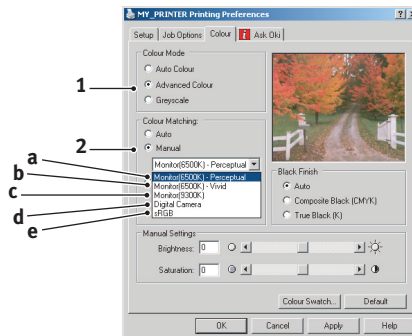 MY_PRINTER Printing Preferences
Setup Job Options Colour Ask Oki
Colour Mode
Auto Colour
1 Advanced Colour
Greyscale
Colour Matching:
Auto
2 Manual
Monitor(6500K) - Perceptual
a Monitor(6500K) - Perceptual
b Monitor(6500K) - Vivid
c Monitor(9300K)
d Digital Camera
e sRGB
Black Finish
Auto
Composite Black (CMYK)
True Black (K)
Manual Settings
Brightness: 0
Saturation: 0
Colour Swatch... Default
OK Cancel Apply Help